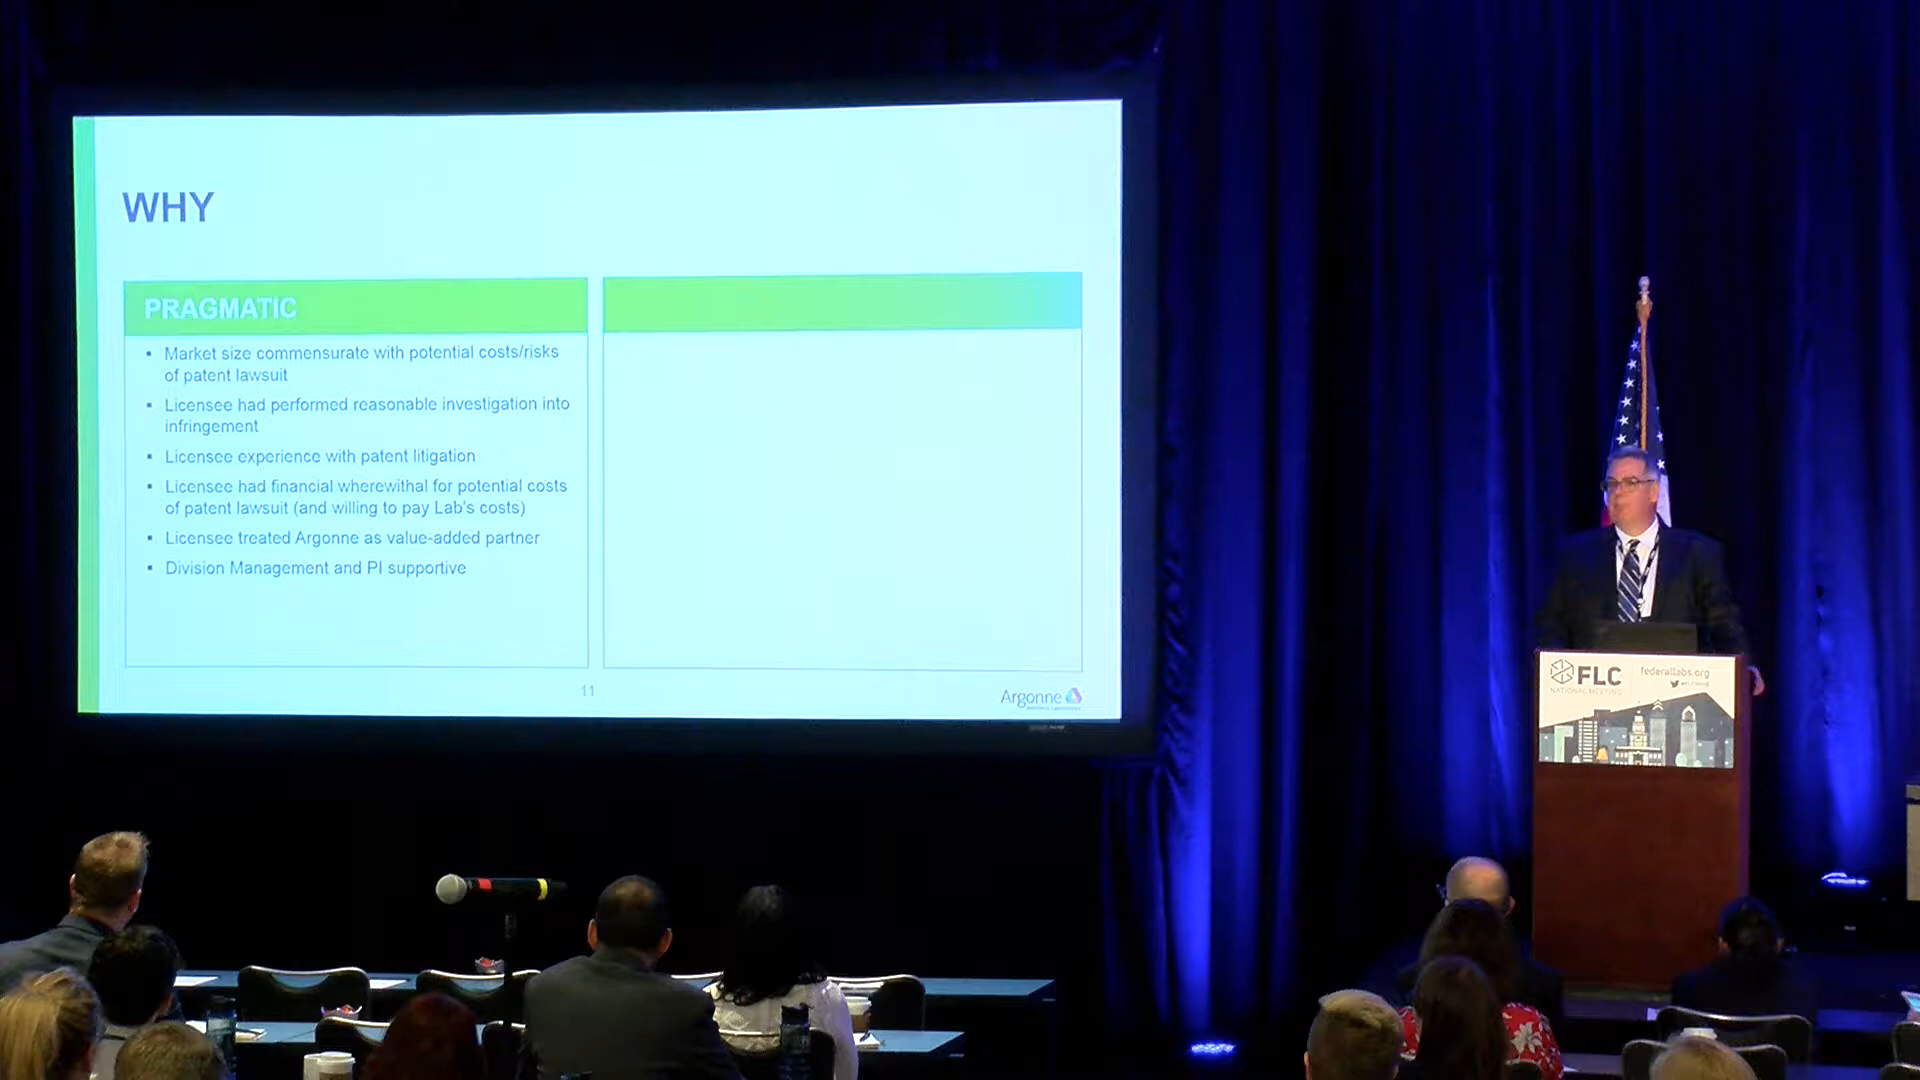 WHY
PRAGMATIC
▪ Market size commensurate with potential costs/risks
of patent lawsuit
▪ Licensee had performed reasonable investigation into
infringement
▪ Licensee experience with patent litigation
▪ Licensee had financial wherewithal for potential costs
of patent lawsuit (and willing to pay Lab's costs)
▪ Licensee treated Argonne as value-added partner
▪ Division Management and PI supportive
11
Argonne
FLC
NATIONAL MEETING
federallabs.org